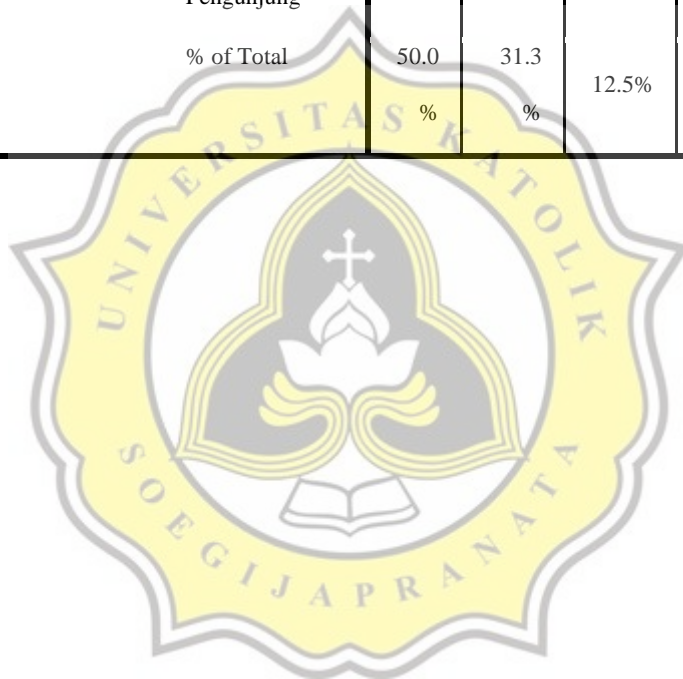 Pengunjung
% of Total 50.0 % 31.3 % 12.5%
UNIVERSITAS KATOLIK
SOEGIJAPRANATA